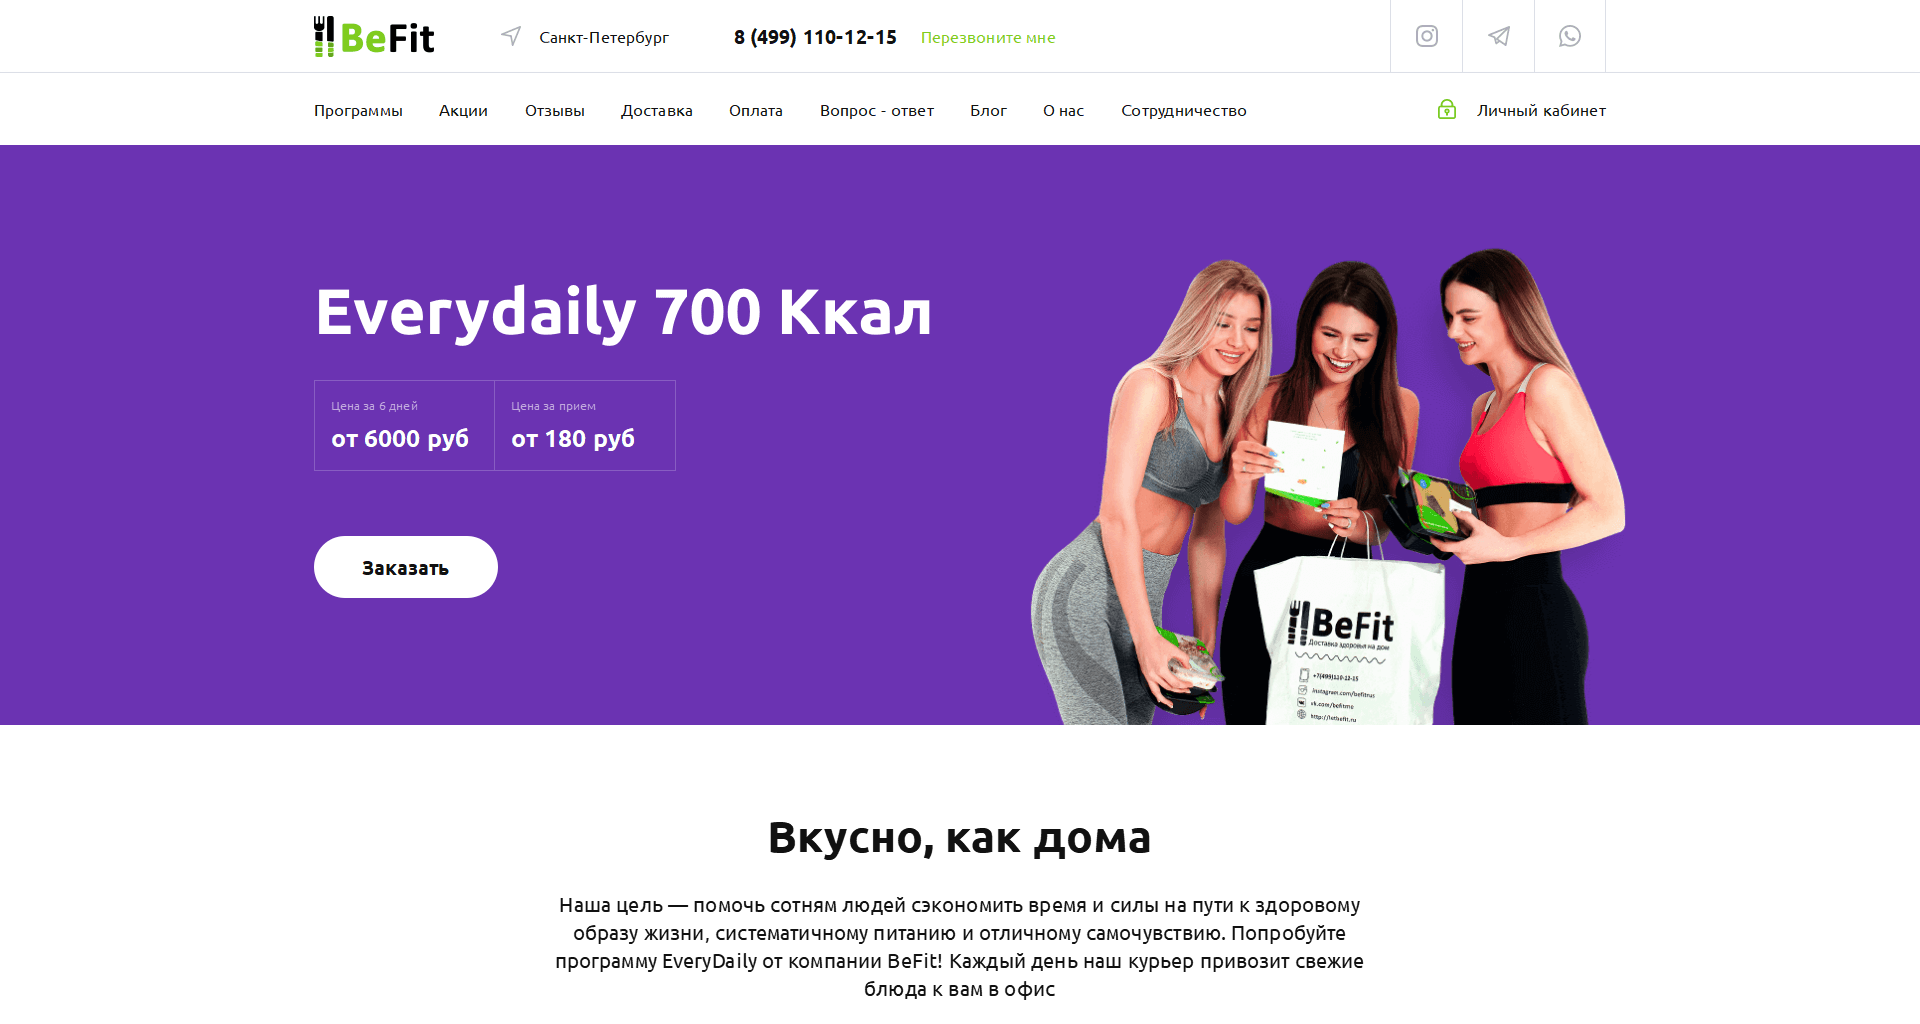 BeFit
Санкт-Петербург
8 (499) 110-12-15
Перезвоните мне
Программы
Акции
Отзывы
Доставка
Оплата
Вопрос - ответ
Блог
О нас
Сотрудничество
Личный кабинет
Everydaily 700 Ккал
Цена за 6 дней
от 6000 руб
Цена за прием
от 180 руб
Заказать
BeFit
Доставка здоровья на дом
+7(499)110-12-15
instagram.com/befitrus
vk.com/befitme
http://letbefit.ru
Вкусно, как дома
Наша цель — помочь сотням людей сэкономить время и силы на пути к здоровому
образу жизни, систематичному питанию и отличному самочувствию. Попробуйте
программу EveryDaily от компании BeFit! Каждый день наш курьер привозит свежие
блюда к вам в офис